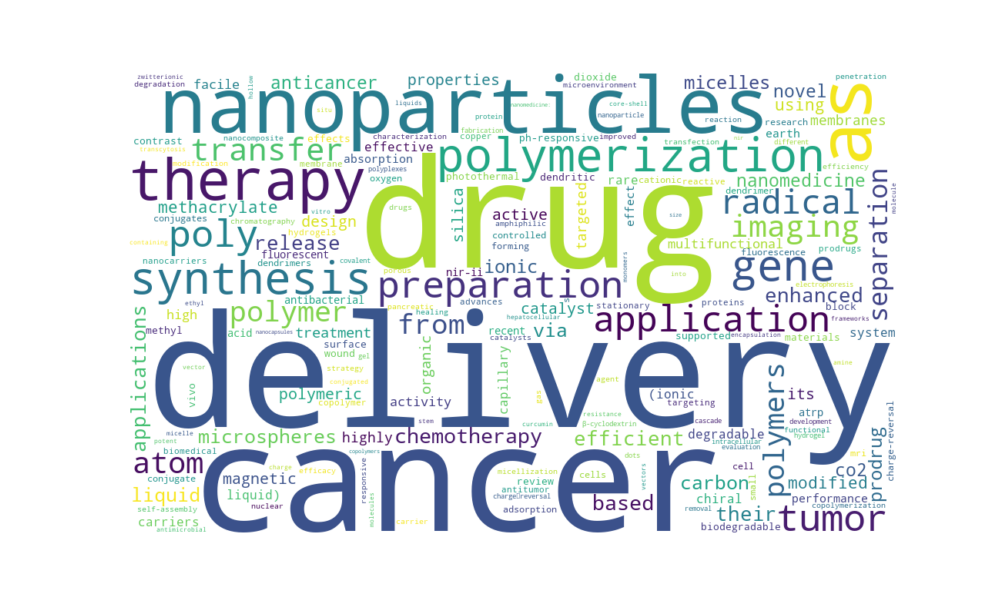 zwitterionic
degradation
facile
hollow
anticancer
properties
dioxide
microenvironment
micelles
novel
penetration
nanoparticles
liquids
nanomedicine:
core-shell
nanoparticle
protein
fabrication
using
as
reaction
research
membranes
contrast
nanocomposite
effects
situ
characterization
effective
copper
ph-responsive
improved
transfection
earth
different
transcytosis
transfer
modification
membrane
absorption
polyplexes
oxygen
polymerization
photothermal
dendritic
rare
cationic
reactive
dendrimer
nanomedicine
efficiency
molecule
therapy
drug
drugs
methacrylate
conjugates
vitro
chromatography
design
hydrogels
containing
silica
active
amphiphilic
controlled
forming
targeted
effect
size
radical
imaging
prodrugs
separation
poly
release
fluorescent
nanocarriers
dendrimers
covalent
porous
nir-ii
ionic
monomers
into
multifunctional
fluorescence
gene
electrophoresis
synthesis
preparation
antibacterial
pancreatic
advances
catalyst
stationary
proteins
enhanced
block
frameworks
applications
ethyl
high
methyl
acid
nanocapsules
polymer
treatment
healing
hepatocellular
from
recent
catalysts
via
application
supported
encapsulation
materials
system
surface
wound
gel
delivery
organic
capillary
vector
vivo
strategy
conjugated
polymeric
copolymer
activity
agent
gas
(ionic
targeting
its
atrp
development
amine
micelle
potent
biomedical
microspheres
stem
highly
chemotherapy
curcumin
resistance
β-cyclodextrin
cascade
efficient
degradable
intracellular
evaluation
functional
hydrogel
polymers
charge-reversal
atom
conjugate
cancer
charge
efficacy
copolymers
responsive
micellization
review
cells
dots
vectors
cell
mri
co2
prodrug
liquid
magnetic
liquid)
self-assembly
carriers
antimicrobial
nuclear
molecules
carrier
antitumor
adsorption
based
carbon
chiral
small
removal
their
biodegradable
modified
performance
copolymerization
tumor